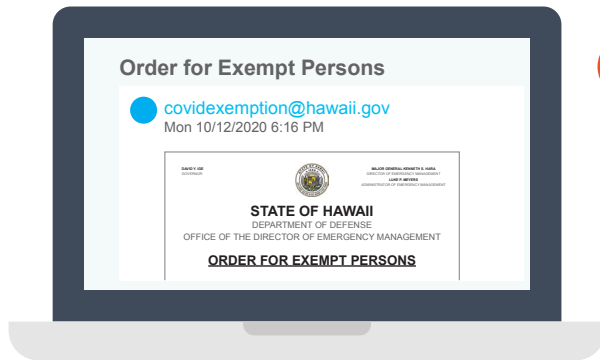 Order for Exempt Persons
covidexemption@hawaii.gov
Mon 10/12/2020 6:16 PM
DAVID Y. IGE
GOVERNOR
MAJOR GENERAL KENNETH S. HARA
DIRECTOR OF EMERGENCY MANAGEMENT
LUKE P. MEYERS
ADMINISTRATOR OF EMERGENCY MANAGEMENT
STATE OF HAWAII
DEPARTMENT OF DEFENSE
OFFICE OF THE DIRECTOR OF EMERGENCY MANAGEMENT
ORDER FOR EXEMPT PERSONS